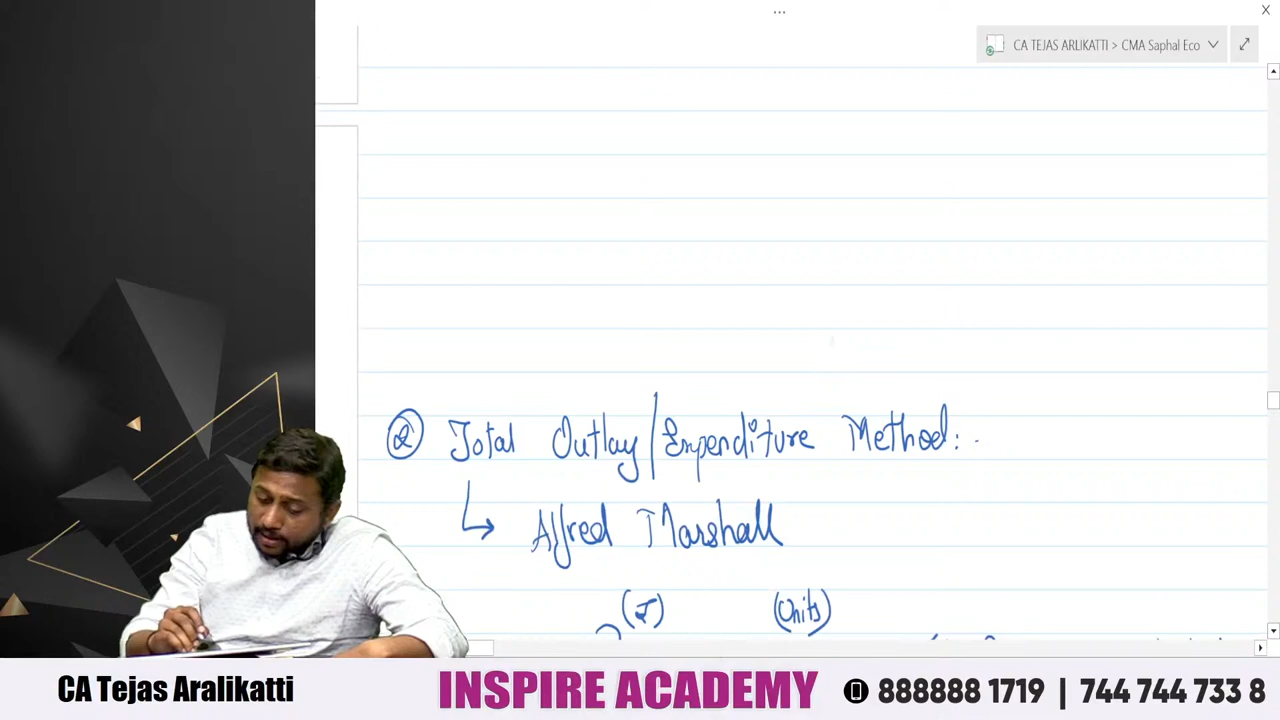 ...
CA TEJAS ARLIKATTI > CMA Saphal Eco
② Total Outlay/Expenditure Method:-
↳ Alfred Marshall
(₹) (Units)
CA Tejas Aralikatti
INSPIRE ACADEMY
888888 1719 | 744 744 733 8